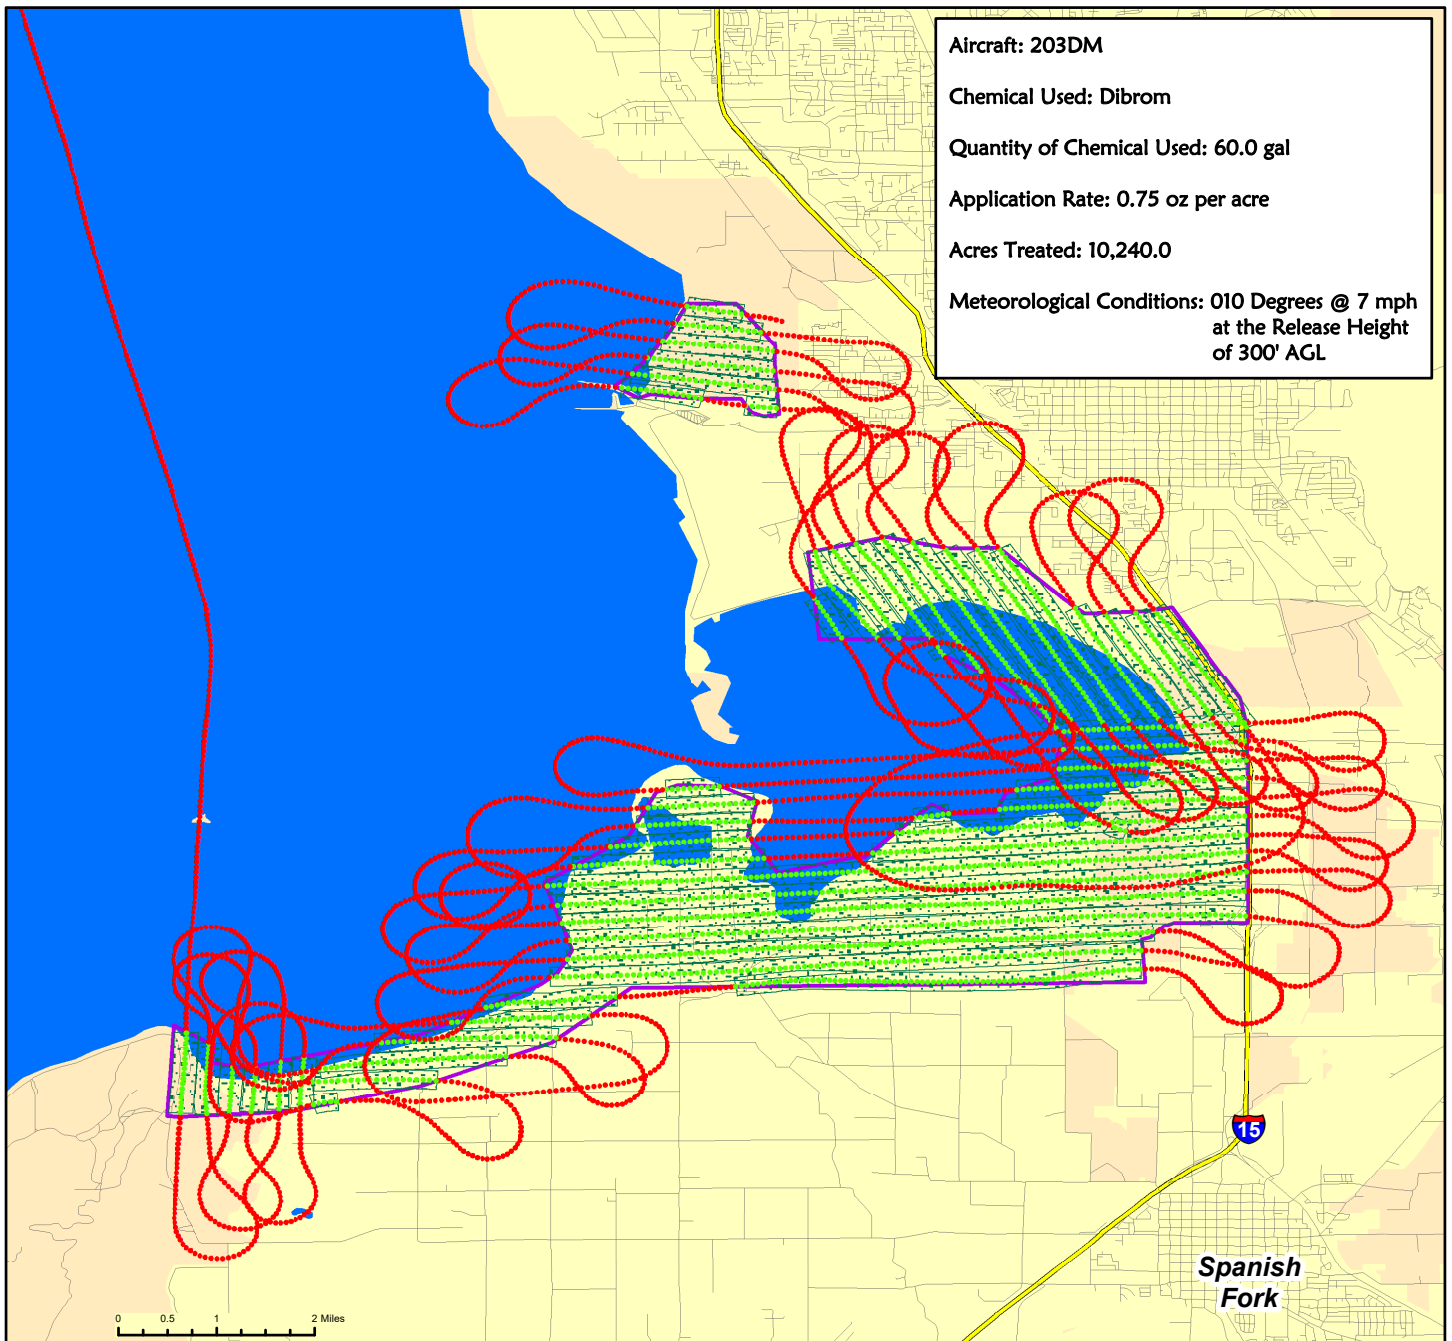 Aircraft: 203DM
Chemical Used: Dibrom
Quantity of Chemical Used: 60.0 gal
Application Rate: 0.75 oz per acre
Acres Treated: 10,240.0
Meteorological Conditions: 010 Degrees @ 7 mph
at the Release Height
of 300' AGL
15
Spanish
Fork
0 0.5 1 2 Miles